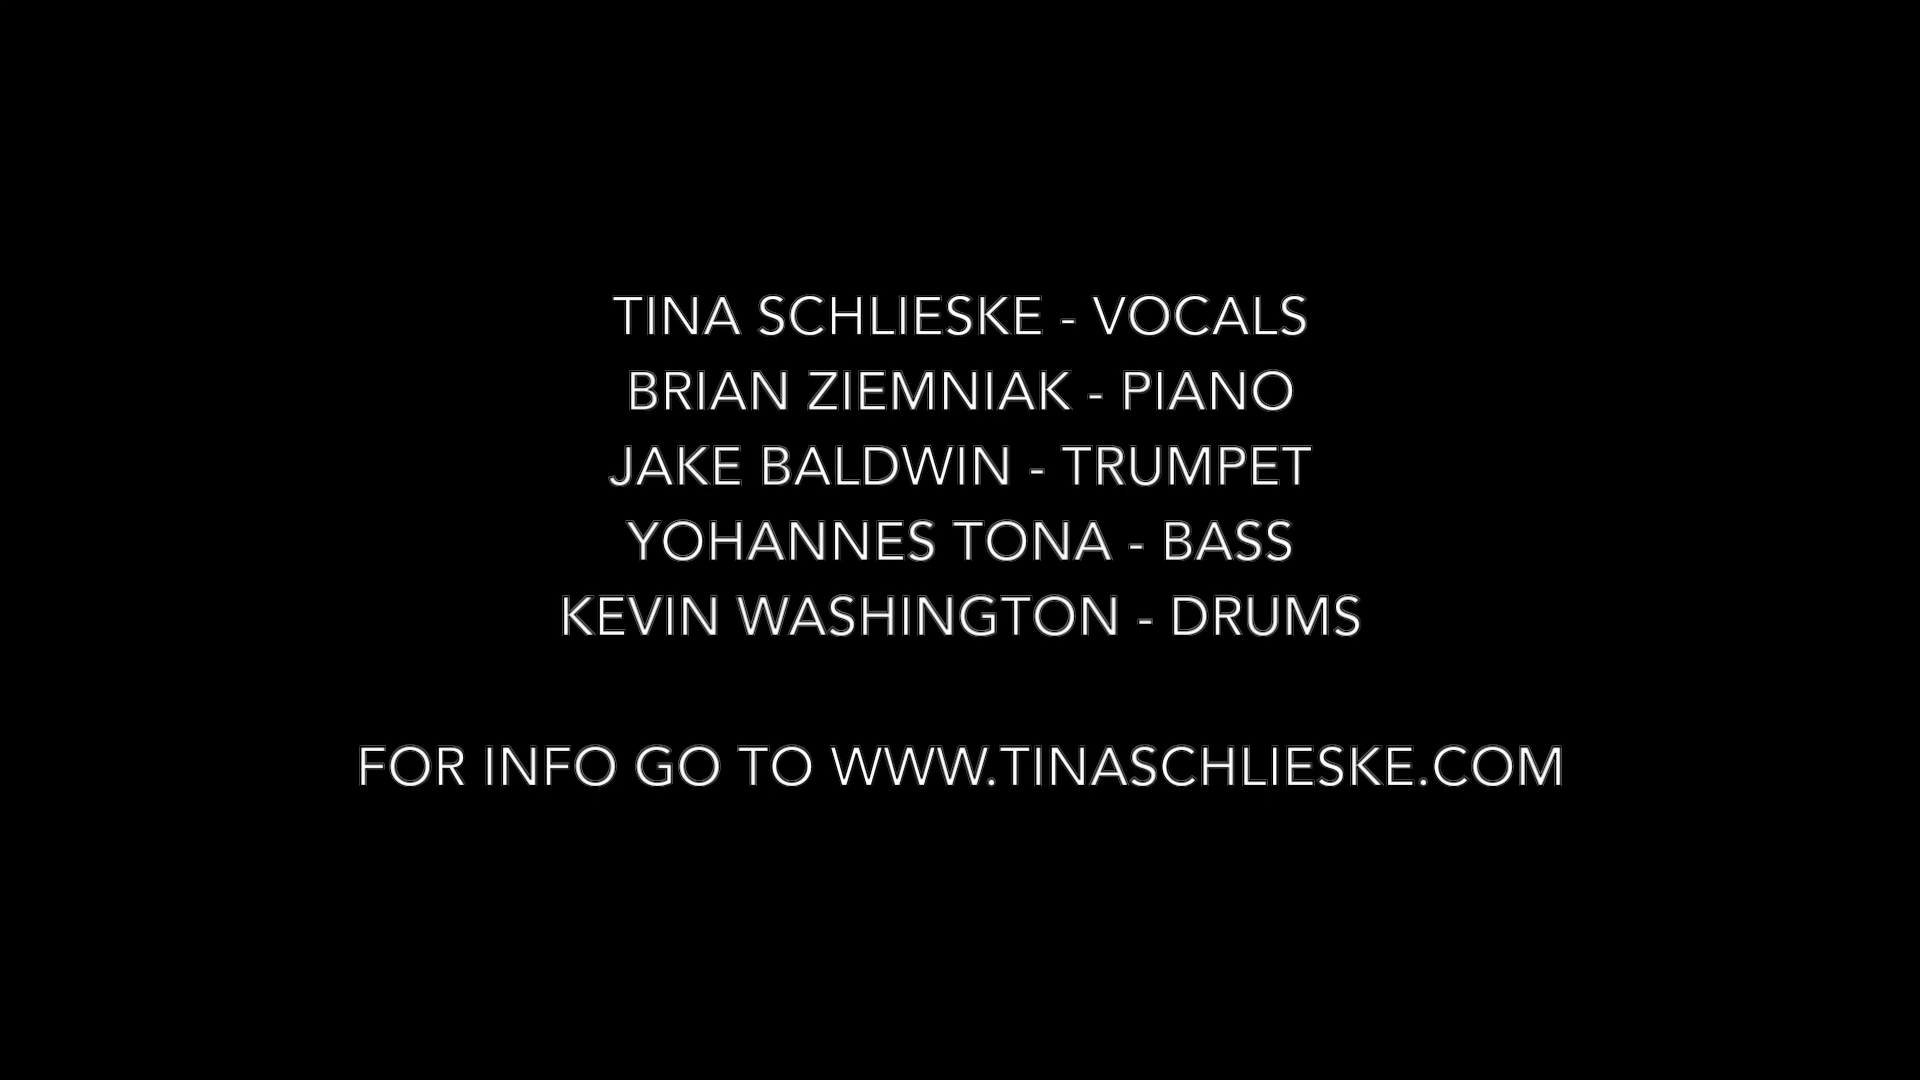 TINA SCHLIESKE - VOCALS
BRIAN ZIEMNIAK - PIANO
JAKE BALDWIN - TRUMPET
YOHANNES TONA - BASS
KEVIN WASHINGTON - DRUMS
FOR INFO GO TO WWW.TINASCHLIESKE.COM